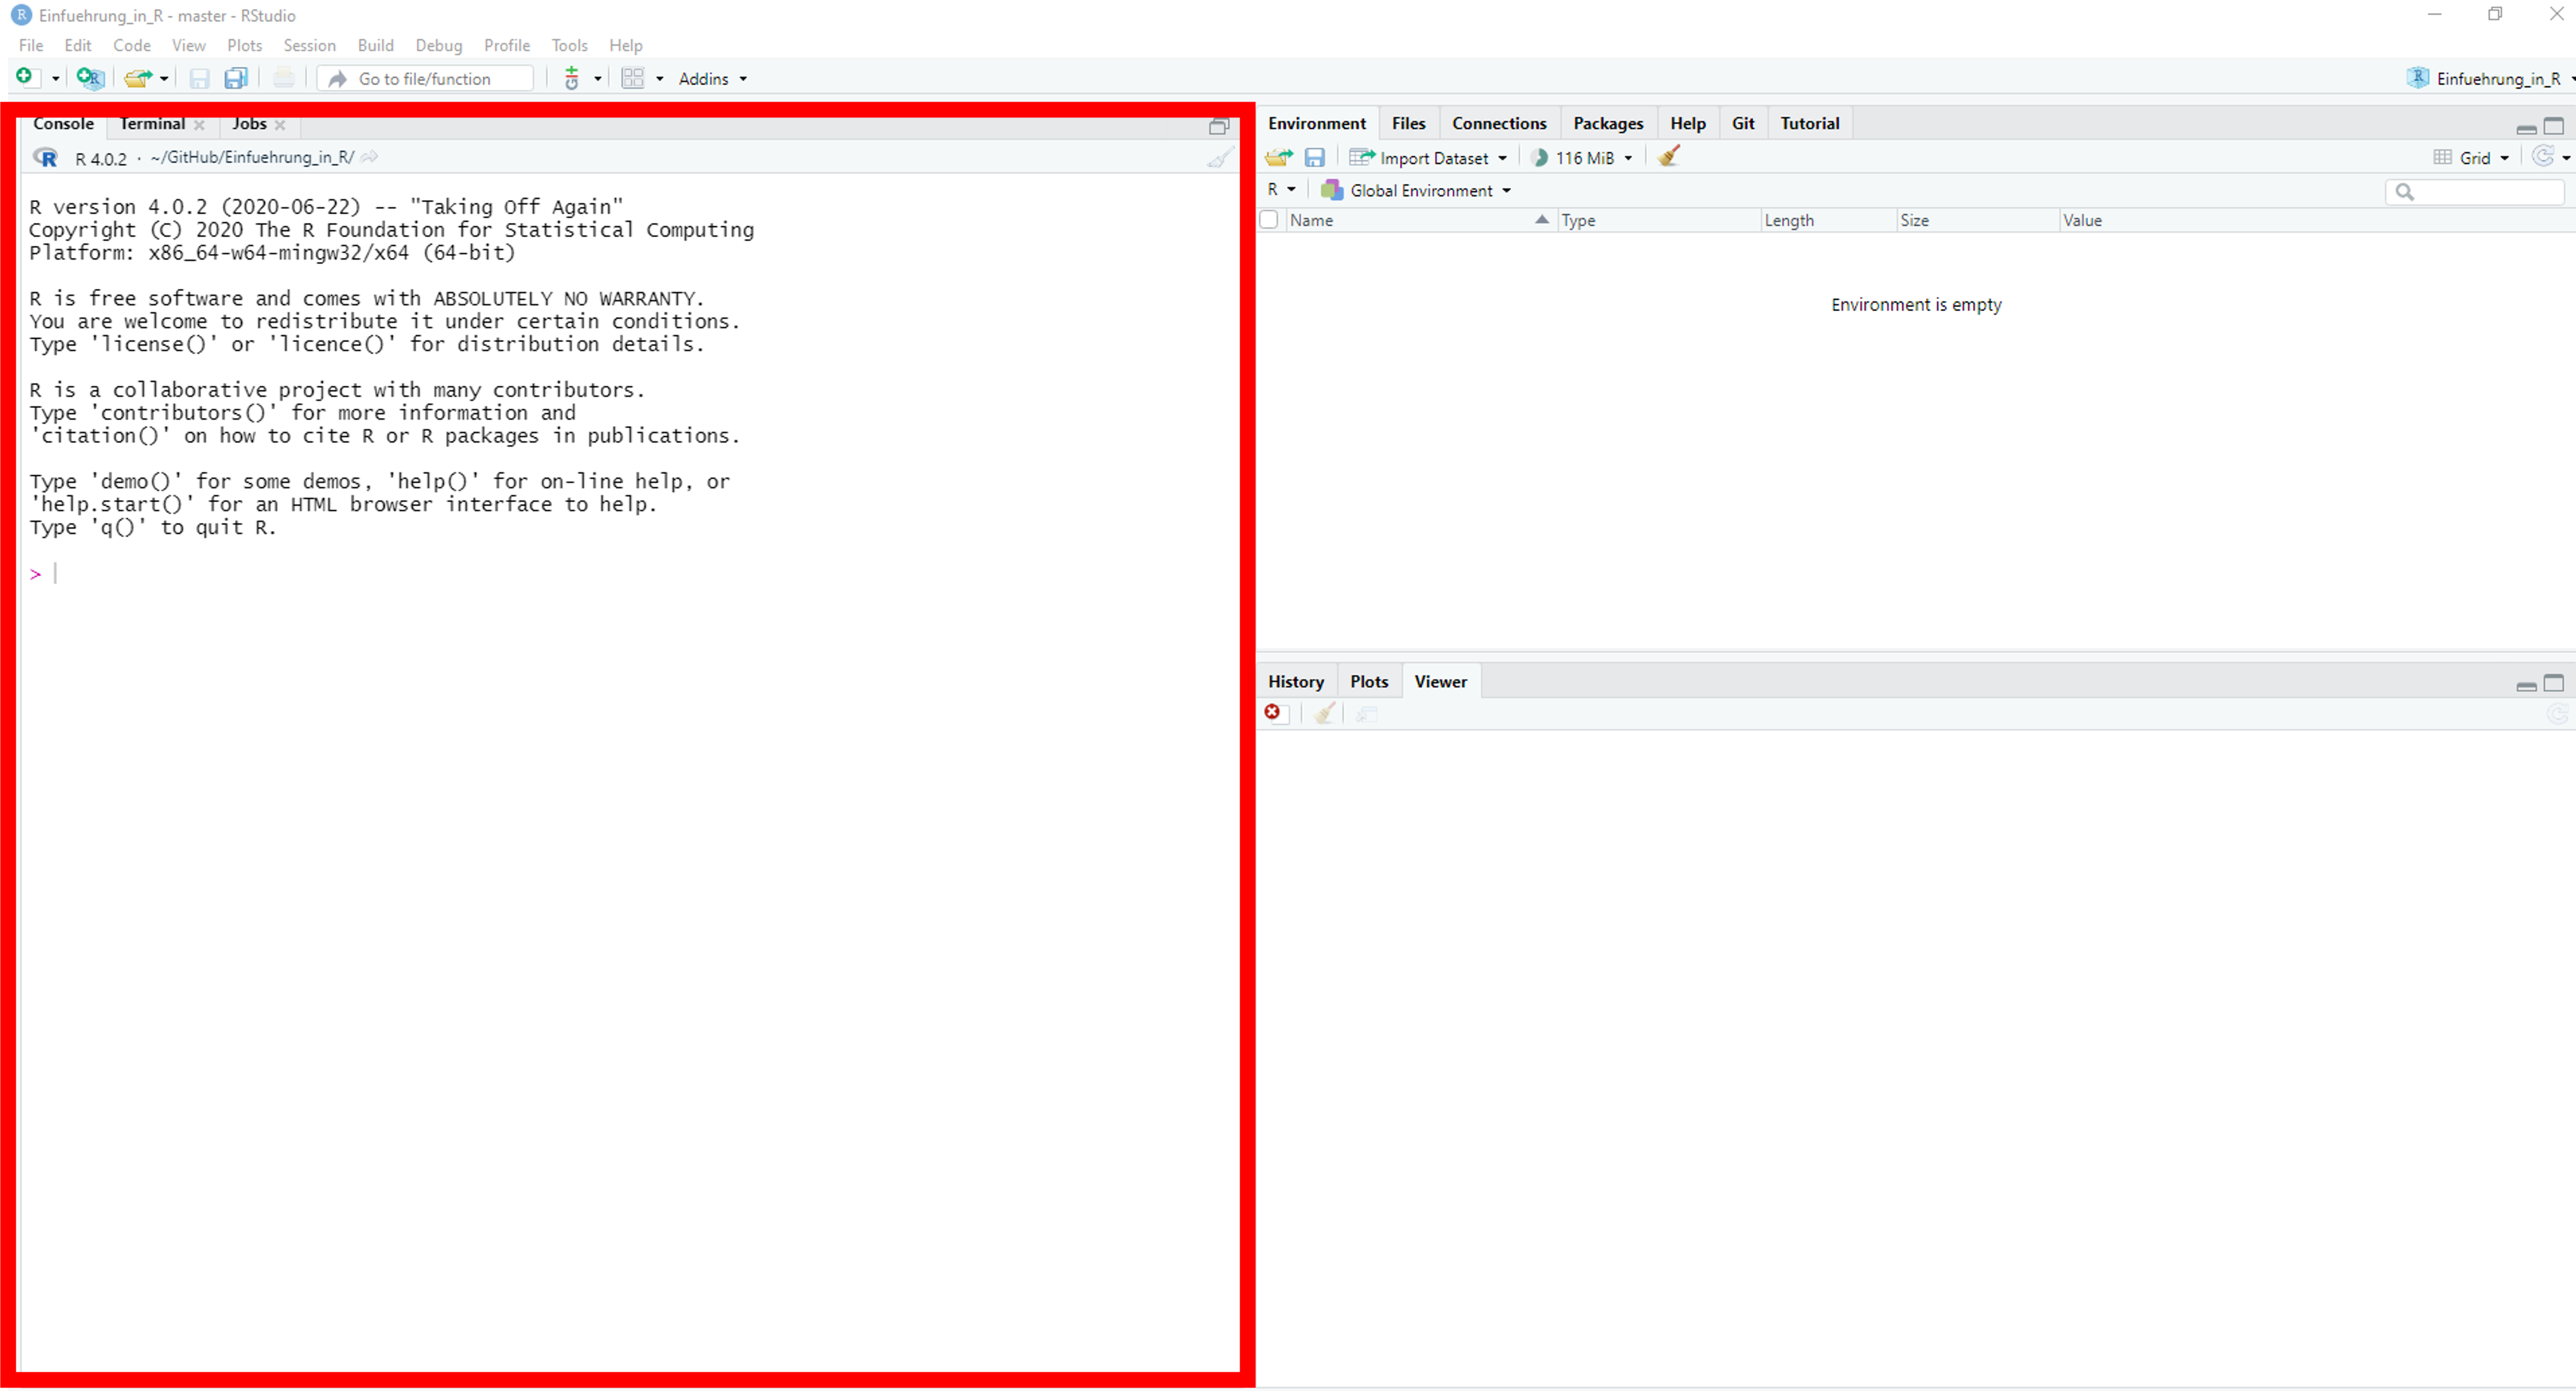 Einfuehrung_in_R - master - RStudio
File Edit Code View Plots Session Build Debug Profile Tools Help
Go to file/function Addins Einfuehrung_in_R
Console Terminal Jobs
R 4.0.2 · ~/GitHub/Einfuehrung_in_R/
R version 4.0.2 (2020-06-22) -- "Taking Off Again"
Copyright (C) 2020 The R Foundation for Statistical Computing
Platform: x86_64-w64-mingw32/x64 (64-bit)
R is free software and comes with ABSOLUTELY NO WARRANTY.
You are welcome to redistribute it under certain conditions.
Type 'license()' or 'licence()' for distribution details.
R is a collaborative project with many contributors.
Type 'contributors()' for more information and
'citation()' on how to cite R or R packages in publications.
Type 'demo()' for some demos, 'help()' for on-line help, or
'help.start()' for an HTML browser interface to help.
Type 'q()' to quit R.
>
Environment Files Connections Packages Help Git Tutorial
Import Dataset 116 MiB Grid
R Global Environment
Name Type Length Size Value
Environment is empty
History Plots Viewer